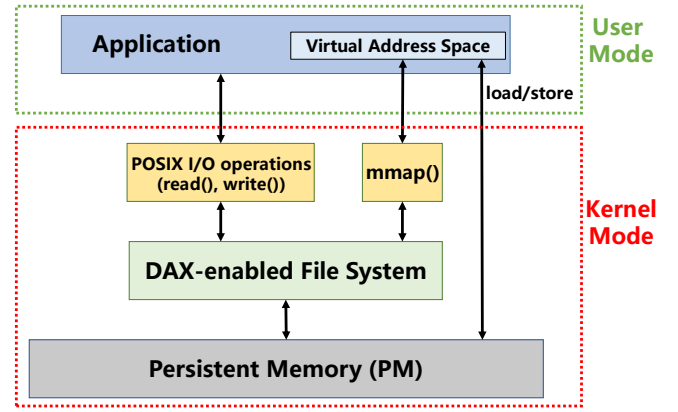 User
Mode
Application
Virtual Address Space
load/store
POSIX I/O operations
(read(), write())
mmap()
Kernel
Mode
DAX-enabled File System
Persistent Memory (PM)